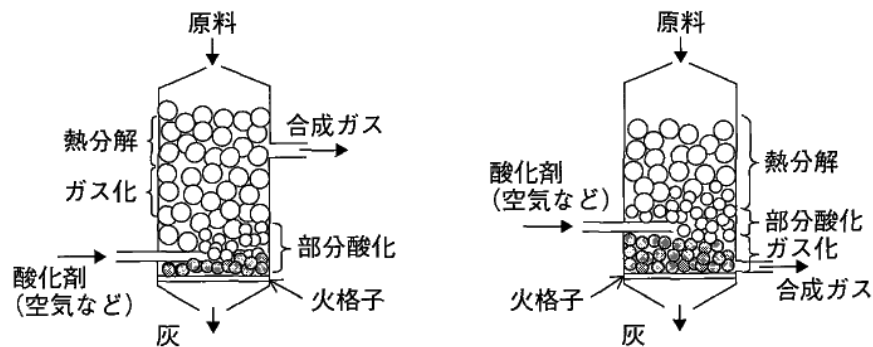 原料
熱分解
合成ガス
ガス化
部分酸化
酸化剤
(空気など)
火格子
灰
原料
熱分解
酸化剤
(空気など)
部分酸化
ガス化
合成ガス
火格子
灰